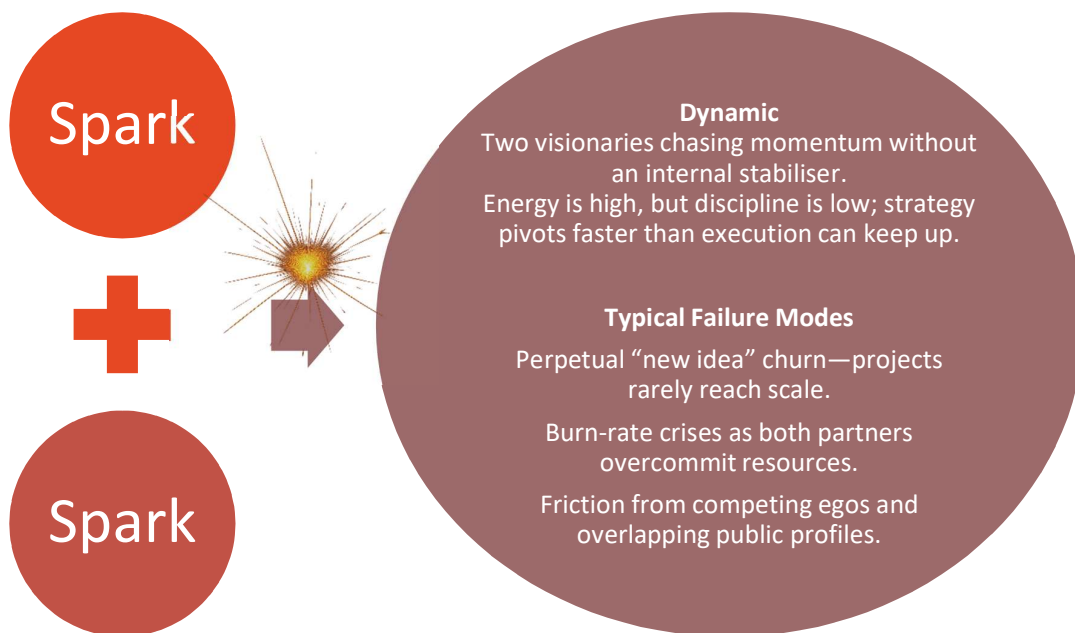 Spark
Spark
Dynamic
Two visionaries chasing momentum without
an internal stabiliser.
Energy is high, but discipline is low; strategy
pivots faster than execution can keep up.
Typical Failure Modes
Perpetual “new idea” churn—projects
rarely reach scale.
Burn-rate crises as both partners
overcommit resources.
Friction from competing egos and
overlapping public profiles.